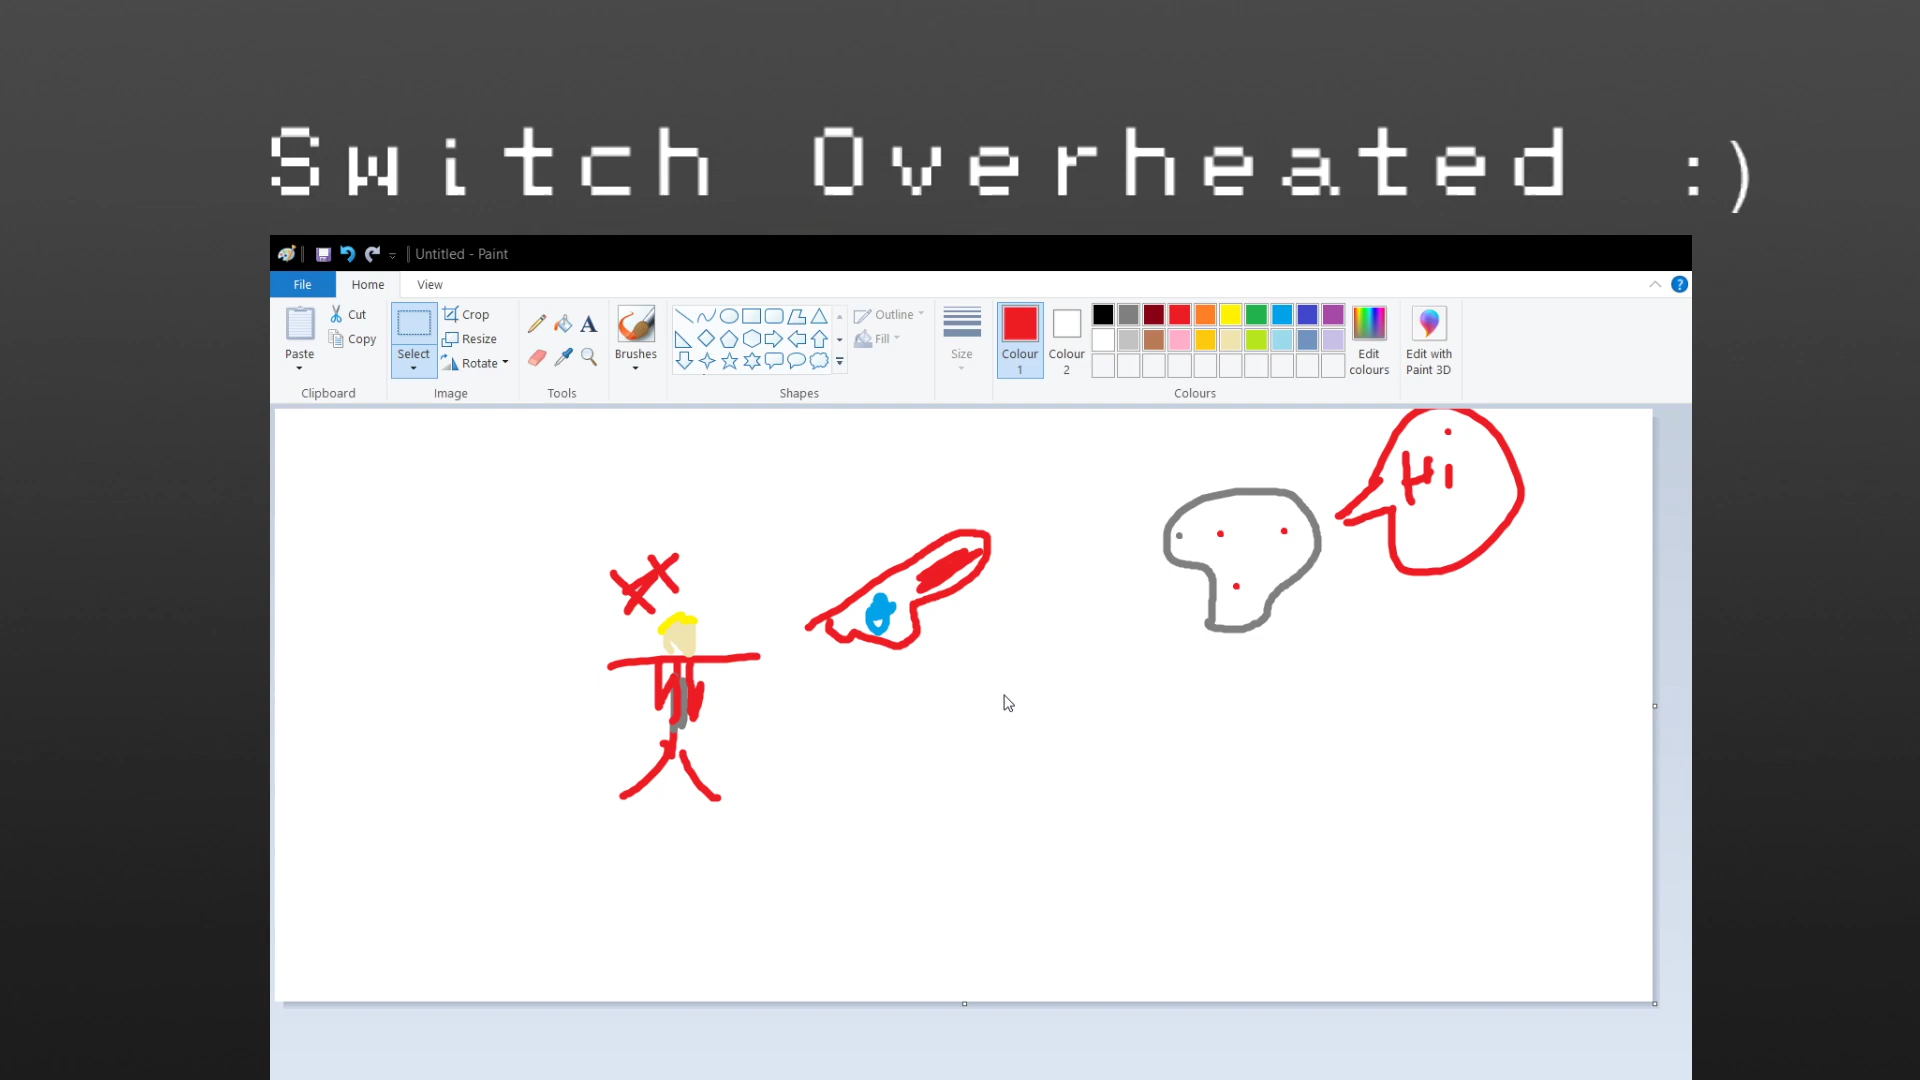 Switch Overheated :)
Untitled - Paint
File Home View
Cut Crop Outline
Copy Resize Fill
Paste Select Rotate Brushes Size Colour 1 Colour 2 Edit colours Edit with Paint 3D
Clipboard Image Tools Shapes Colours
Hi